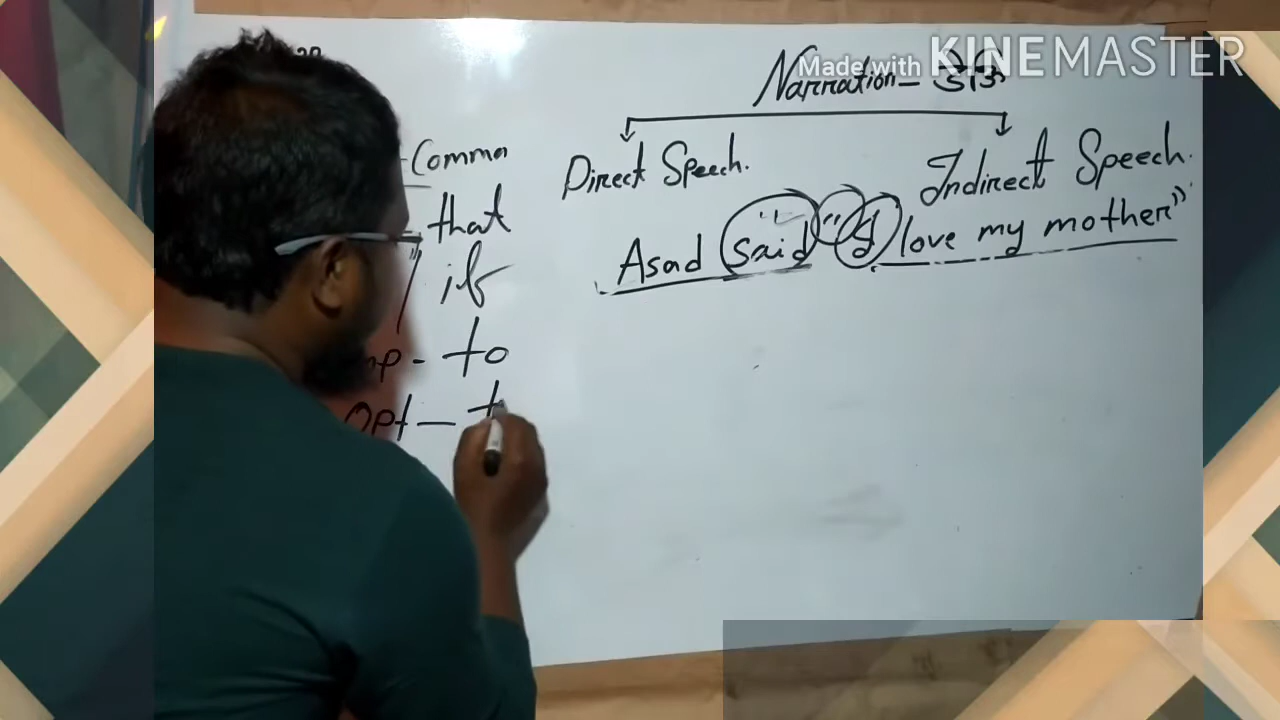 Made with KINEMASTER
Narration –
Direct Speech.
Indirect Speech.
Asad said "I love my mother"
- Comma
that
if
- to
Opt –